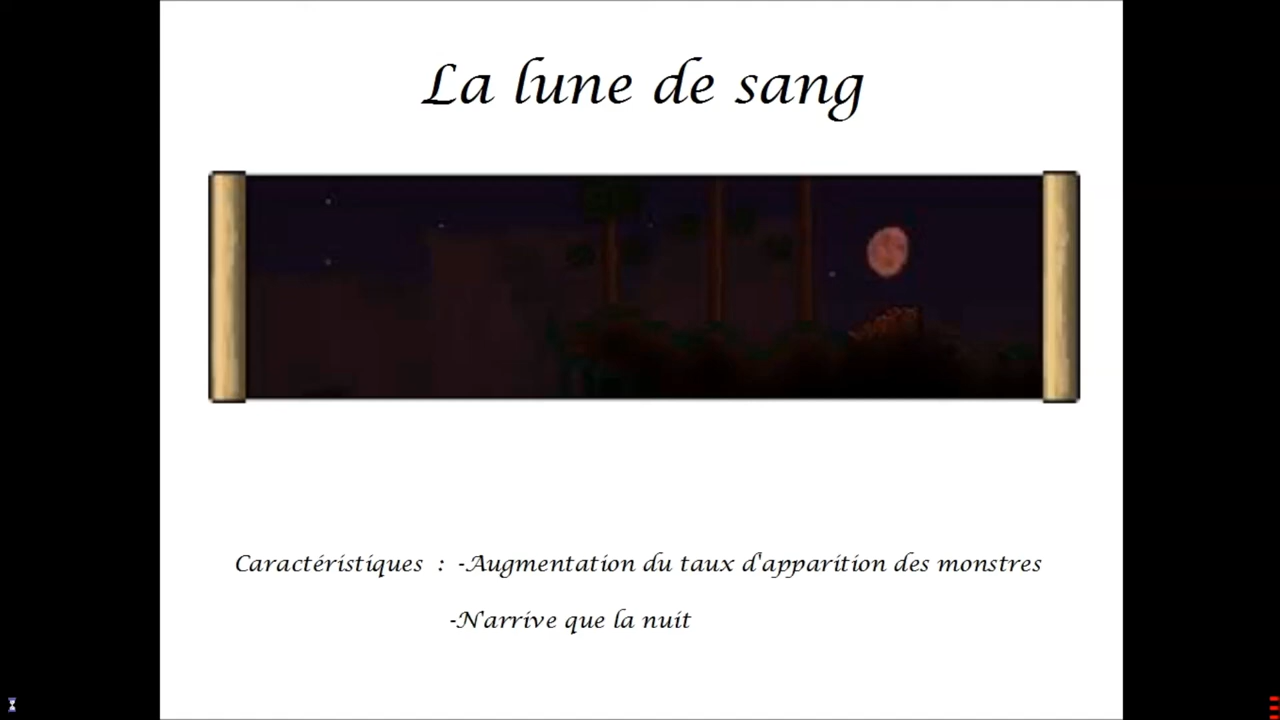 La lune de sang
Caractéristiques : -Augmentation du taux d'apparition des monstres
-N'arrive que la nuit